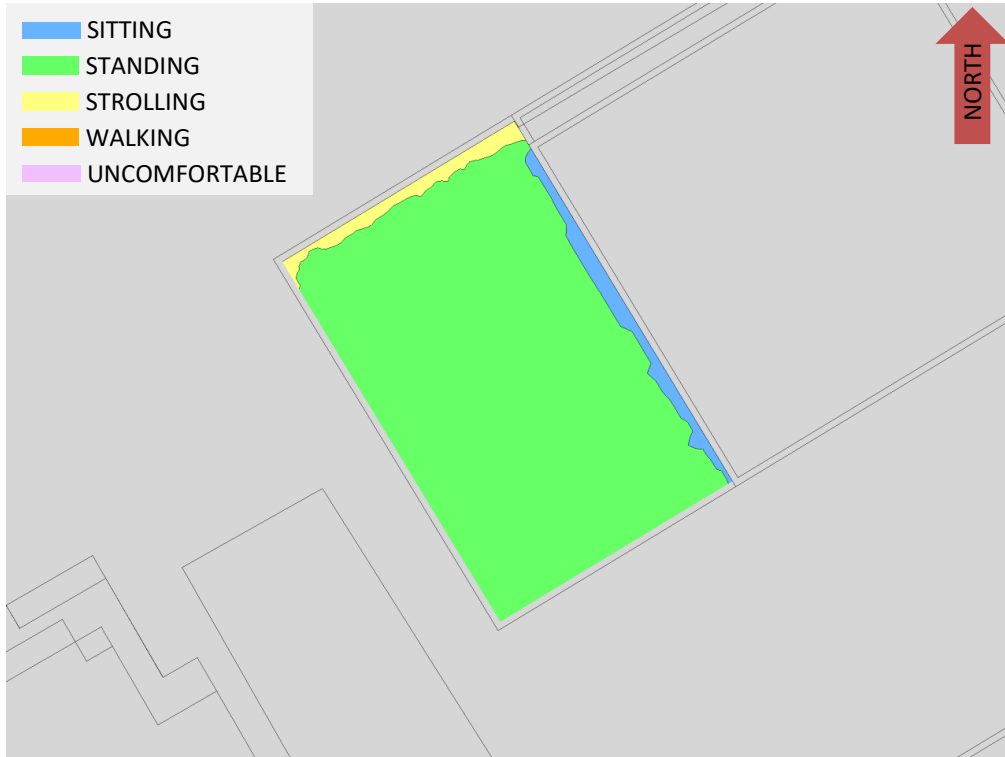 SITTING
STANDING
STROLLING
WALKING
UNCOMFORTABLE
NORTH